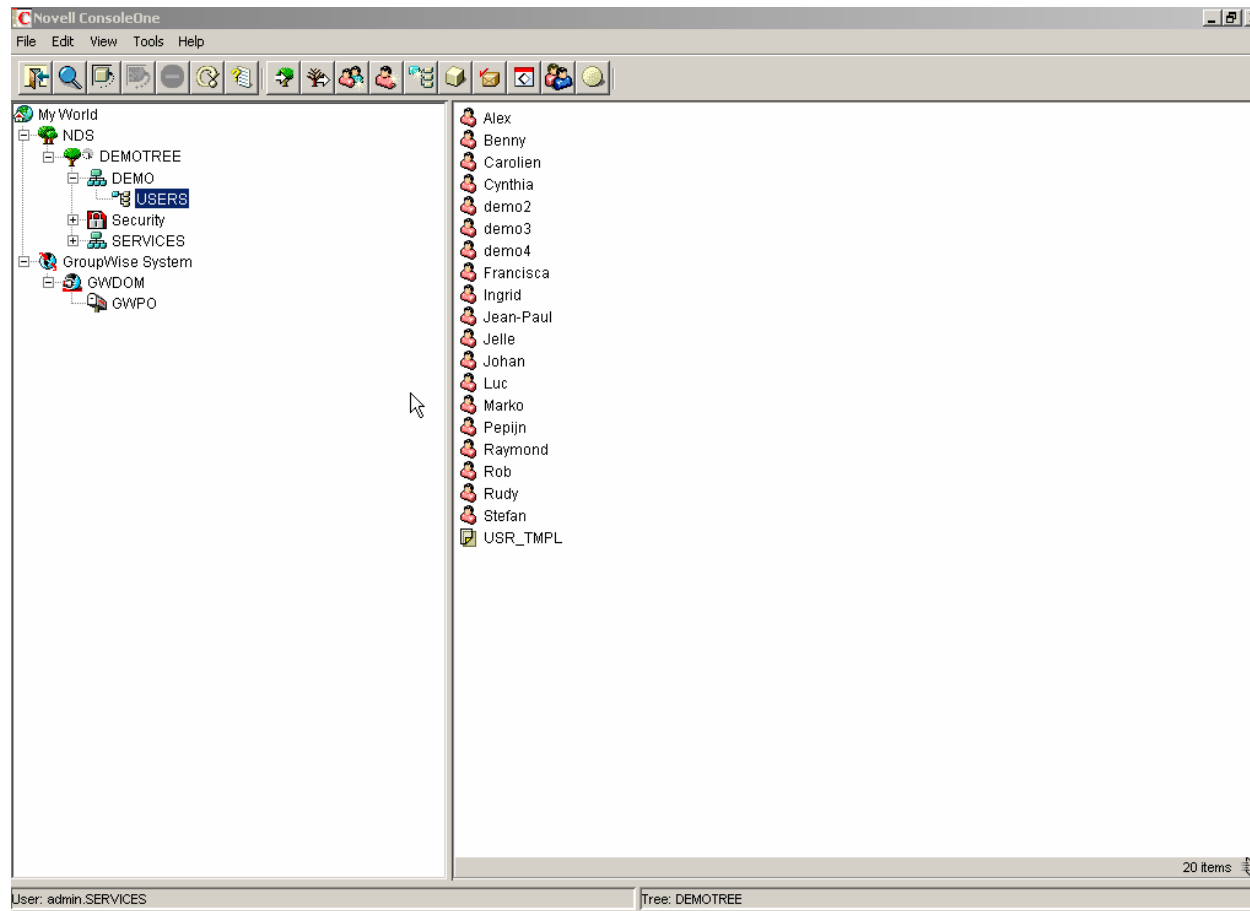 Novell ConsoleOne
File Edit View Tools Help
My World
NDS
DEMOTREE
DEMO
USERS
Security
SERVICES
GroupWise System
GWDOM
GWPO
Alex
Benny
Carolien
Cynthia
demo2
demo3
demo4
Francisca
Ingrid
Jean-Paul
Jelle
Johan
Luc
Marko
Pepijn
Raymond
Rob
Rudy
Stefan
USR_TMPL
20 items
User: admin.SERVICES
Tree: DEMOTREE